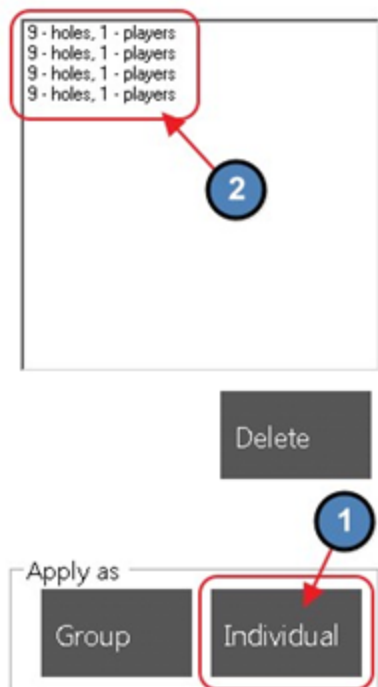 9 - holes, 1 - players
9 - holes, 1 - players
9 - holes, 1 - players
9 - holes, 1 - players
2
Delete
1
Apply as
Group
Individual